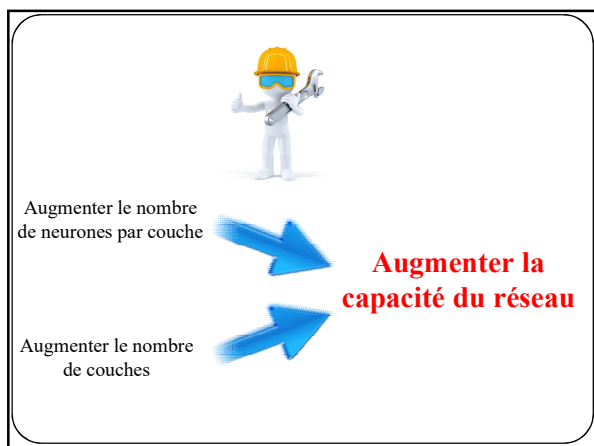 Augmenter le nombre
de neurones par couche
Augmenter la
capacité du réseau
Augmenter le nombre
de couches